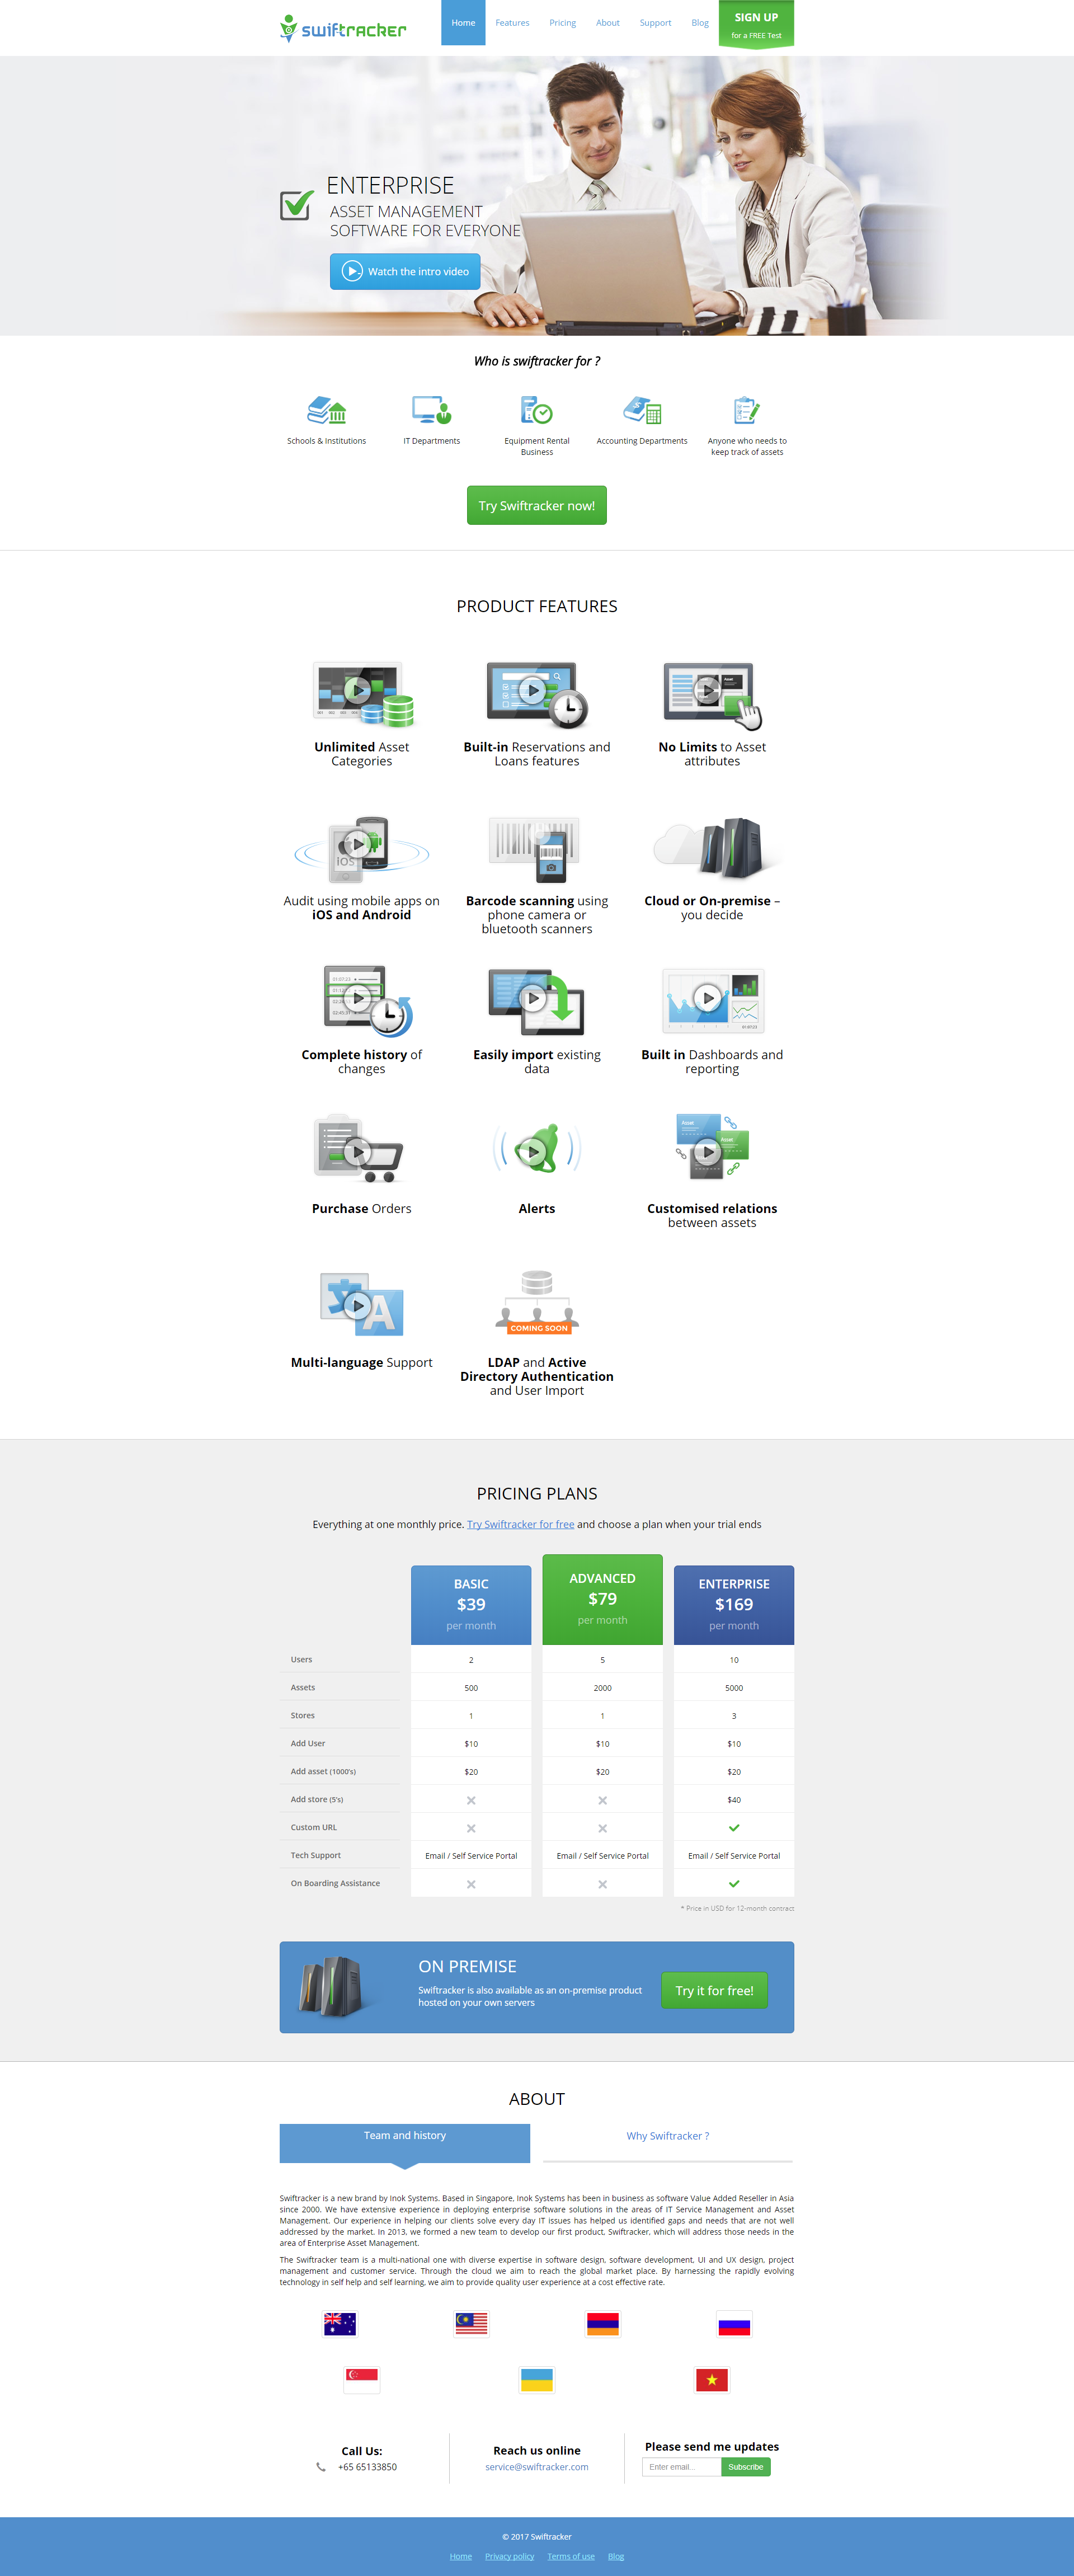 swiftracker
Home
Features
Pricing
About
Support
Blog
SIGN UP
for a FREE Test
ENTERPRISE
ASSET MANAGEMENT
SOFTWARE FOR EVERYONE
Watch the intro video
Who is swiftracker for ?
Schools & Institutions
IT Departments
Equipment Rental
Business
Accounting Departments
Anyone who needs to
keep track of assets
Try Swiftracker now!
PRODUCT FEATURES
Unlimited Asset
Categories
Built-in Reservations and
Loans features
Asset
No Limits to Asset
attributes
iOS
Audit using mobile apps on
iOS and Android
Barcode scanning using
phone camera or
bluetooth scanners
Cloud or On-premise –
you decide
Complete history of
changes
Easily import existing
data
Built in Dashboards and
reporting
Purchase Orders
Alerts
Asset
Asset
Customised relations
between assets
A
Multi-language Support
COMING SOON
LDAP and Active
Directory Authentication
and User Import
PRICING PLANS
Everything at one monthly price. Try Swiftracker for free and choose a plan when your trial ends
BASIC
$39
per month
ADVANCED
$79
per month
ENTERPRISE
$169
per month
Users 2 5 10
Assets 500 2000 5000
Stores 1 1 3
Add User $10 $10 $10
Add asset (1000's) $20 $20 $20
Add store (5's) $40
Custom URL
Tech Support Email / Self Service Portal Email / Self Service Portal Email / Self Service Portal
On Boarding Assistance
* Price in USD for 12-month contract
ON PREMISE
Swiftracker is also available as an on-premise product
hosted on your own servers
Try it for free!
ABOUT
Team and history
Why Swiftracker ?
Swiftracker is a new brand by Inok Systems. Based in Singapore, Inok Systems has been in business as software Value Added Reseller in Asia
since 2000. We have extensive experience in deploying enterprise software solutions in the areas of IT Service Management and Asset
Management. Our experience in helping our clients solve every day IT issues has helped us identified gaps and needs that are not well
addressed by the market. In 2013, we formed a new team to develop our first product, Swiftracker, which will address those needs in the
area of Enterprise Asset Management.
The Swiftracker team is a multi-national one with diverse expertise in software design, software development, UI and UX design, project
management and customer service. Through the cloud we aim to reach the global market place. By harnessing the rapidly evolving
technology in self help and self learning, we aim to provide quality user experience at a cost effective rate.
Call Us:
+65 65133850
Reach us online
service@swiftracker.com
Please send me updates
Enter email...
Subscribe
© 2017 Swiftracker
Home
Privacy policy
Terms of use
Blog